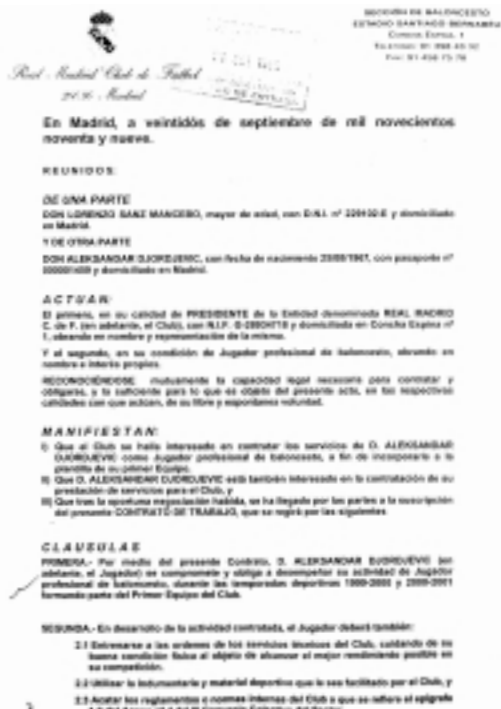 SECCIÓN DE BALONCESTO
ESTADIO SANTIAGO BERNABEU
Concha Espina, 1
Real Madrid Club de Fútbol
Madrid
En Madrid, a veintidós de septiembre de mil novecientos
noventa y nueve.
REUNIDOS:
DE UNA PARTE
DON LORENZO SANZ MANCEBO, mayor de edad, con D.N.I. nº y domiciliado
en Madrid.
Y DE OTRA PARTE
DON ALEKSANDAR DJORDJEVIC, con fecha de nacimiento con pasaporte nº
y domiciliado en Madrid.
ACTUAN:
El primero, en su calidad de PRESIDENTE de la Entidad denominada REAL MADRID
C. de F. (en adelante, el Club), con N.I.F. y domiciliada en Concha Espina nº
1, obrando en nombre y representación de la misma.
Y el segundo, en su condición de Jugador profesional de baloncesto, obrando en
nombre e interés propios.
RECONOCIÉNDOSE mutuamente la capacidad legal necesaria para contratar y
obligarse, y la suficiente para lo que es objeto del presente acto, en las respectivas
calidades con que actúan, de su libre y espontánea voluntad.
MANIFIESTAN:
I) Que el Club se halla interesado en contratar los servicios de D. ALEKSANDAR
DJORDJEVIC como Jugador profesional de baloncesto, a fin de incorporarlo a la
plantilla de su primer Equipo.
II) Que D. ALEKSANDAR DJORDJEVIC está también interesado en la contratación de su
prestación de servicios para el Club, y
III) Que tras la oportuna negociación habida, se ha llegado por las partes a la suscripción
del presente CONTRATO DE TRABAJO, que se regirá por las siguientes
CLAUSULAS
PRIMERA.- Por medio del presente Contrato, D. ALEKSANDAR DJORDJEVIC (en
adelante, el Jugador) se compromete y obliga a desempeñar su actividad de Jugador
profesional de baloncesto, durante las temporadas deportivas 1999-2000 y 2000-2001
formando parte del Primer Equipo del Club.
SEGUNDA.- En desarrollo de la actividad contratada, el Jugador deberá también:
2.1 Entrenarse a las ordenes de los servicios técnicos del Club, cuidando de su
buena condición física al objeto de alcanzar el mejor rendimiento posible en
su competición.
2.2 Utilizar la indumentaria y material deportivo que le sea facilitado por el Club, y
2.3 Acatar los reglamentos o normas internas del Club a que se refiere el epígrafe